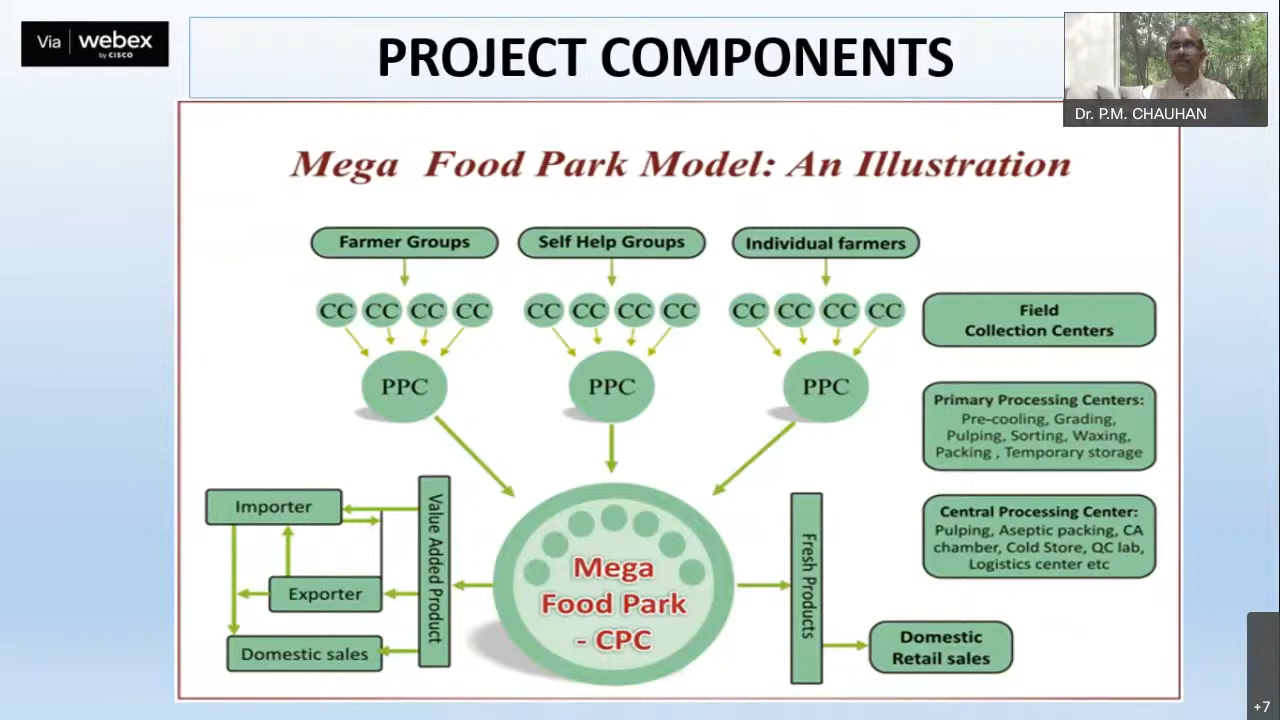 Via webex
by CISCO
PROJECT COMPONENTS
Dr. P.M. CHAUHAN
Mega Food Park Model: An Illustration
Farmer Groups
Self Help Groups
Individual farmers
CC CC CC CC
CC CC CC CC
CC CC CC CC
Field
Collection Centers
PPC
PPC
PPC
Primary Processing Centers:
Pre-cooling, Grading,
Pulping, Sorting, Waxing,
Packing , Temporary storage
Importer
Exporter
Domestic sales
Value Added Product
Mega
Food Park
- CPC
Fresh Products
Central Processing Center:
Pulping, Aseptic packing, CA
chamber, Cold Store, QC lab,
Logistics center etc
Domestic
Retail sales
+7